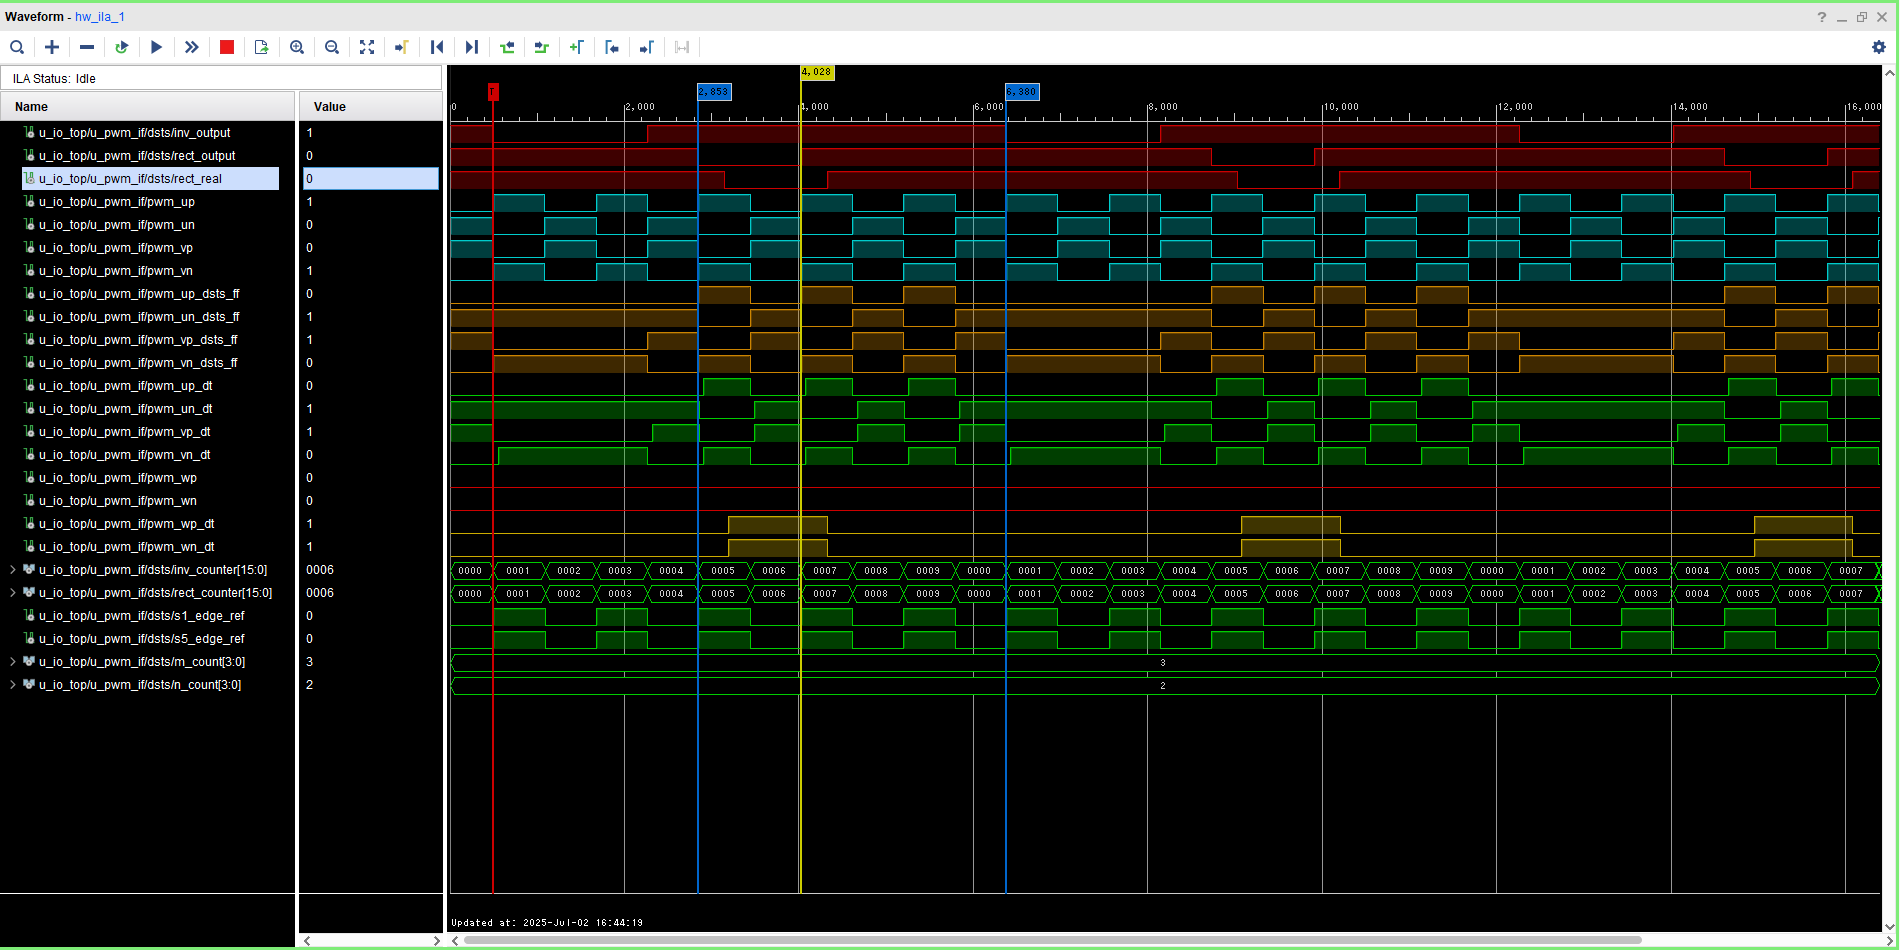 Waveform - hw_ila_1
ILA Status: Idle
Name Value
4,028
T 2,853 6,380
0 2,000 4,000 6,000 8,000 10,000 12,000 14,000 16,000
u_io_top/u_pwm_if/dsts/inv_output 1
u_io_top/u_pwm_if/dsts/rect_output 0
u_io_top/u_pwm_if/dsts/rect_real 0
u_io_top/u_pwm_if/pwm_up 1
u_io_top/u_pwm_if/pwm_un 0
u_io_top/u_pwm_if/pwm_vp 0
u_io_top/u_pwm_if/pwm_vn 1
u_io_top/u_pwm_if/pwm_up_dsts_ff 0
u_io_top/u_pwm_if/pwm_un_dsts_ff 1
u_io_top/u_pwm_if/pwm_vp_dsts_ff 1
u_io_top/u_pwm_if/pwm_vn_dsts_ff 0
u_io_top/u_pwm_if/pwm_up_dt 0
u_io_top/u_pwm_if/pwm_un_dt 1
u_io_top/u_pwm_if/pwm_vp_dt 1
u_io_top/u_pwm_if/pwm_vn_dt 0
u_io_top/u_pwm_if/pwm_wp 0
u_io_top/u_pwm_if/pwm_wn 0
u_io_top/u_pwm_if/pwm_wp_dt 1
u_io_top/u_pwm_if/pwm_wn_dt 1
u_io_top/u_pwm_if/dsts/inv_counter[15:0] 0006 0000 0001 0002 0003 0004 0005 0006 0007 0008 0009 0000 0001 0002 0003 0004 0005 0006 0007 0008 0009 0000 0001 0002 0003 0004 0005 0006 0007
u_io_top/u_pwm_if/dsts/rect_counter[15:0] 0006 0000 0001 0002 0003 0004 0005 0006 0007 0008 0009 0000 0001 0002 0003 0004 0005 0006 0007 0008 0009 0000 0001 0002 0003 0004 0005 0006 0007
u_io_top/u_pwm_if/dsts/s1_edge_ref 0
u_io_top/u_pwm_if/dsts/s5_edge_ref 0
u_io_top/u_pwm_if/dsts/m_count[3:0] 3 3
u_io_top/u_pwm_if/dsts/n_count[3:0] 2 2
Updated at: 2025-Jul-02 16:44:19